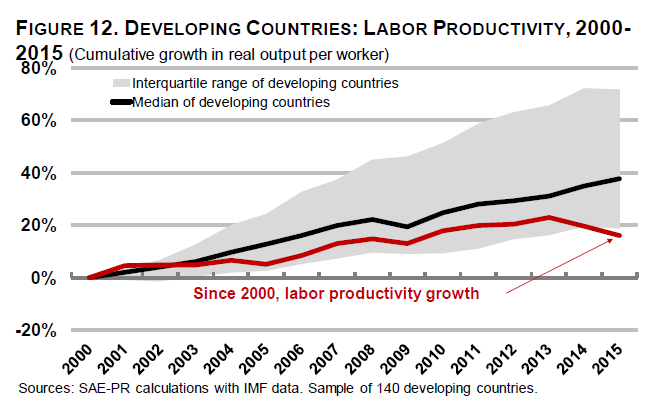 FIGURE 12. DEVELOPING COUNTRIES: LABOR PRODUCTIVITY, 2000-
2015 (Cumulative growth in real output per worker)
80%
Interquartile range of developing countries
Median of developing countries
60%
40%
20%
0%
Since 2000, labor productivity growth
-20%
2000 2001 2002 2003 2004 2005 2006 2007 2008 2009 2010 2011 2012 2013 2014 2015
Sources: SAE-PR calculations with IMF data. Sample of 140 developing countries.